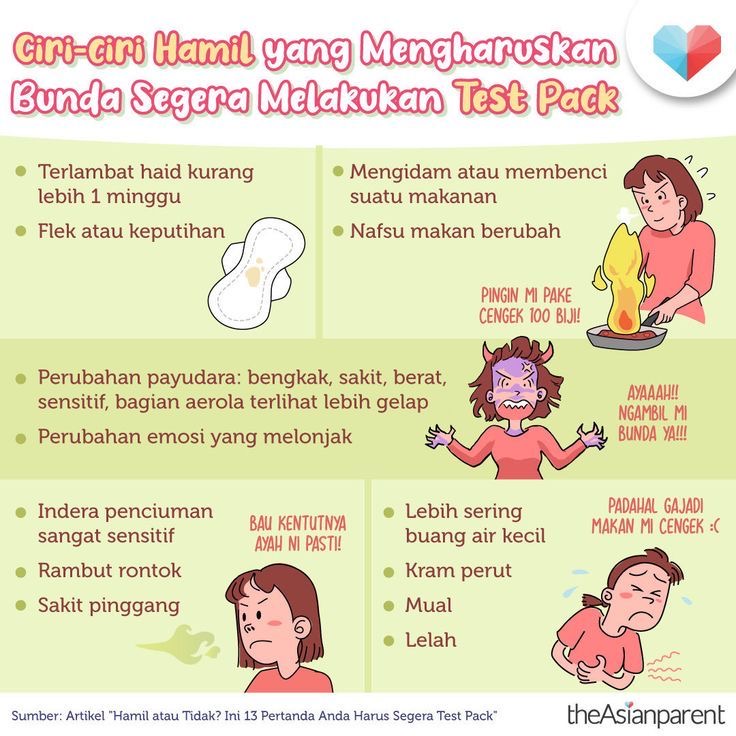 Ciri-ciri Hamil yang Mengharuskan
Bunda Segera Melakukan Test Pack
Terlambat haid kurang
lebih 1 minggu
Flek atau keputihan
Mengidam atau membenci
suatu makanan
Nafsu makan berubah
PINGIN MI PAKE
CENGEK 100 BIJI!
Perubahan payudara: bengkak, sakit, berat,
sensitif, bagian aerola terlihat lebih gelap
Perubahan emosi yang melonjak
AYAAAH!!
NGAMBIL MI
BUNDA YA!!!
Indera penciuman
sangat sensitif
Rambut rontok
Sakit pinggang
BAU KENTUTNYA
AYAH NI PASTI!
Lebih sering
buang air kecil
Kram perut
Mual
Lelah
PADAHAL GAJADI
MAKAN MI CENGEK :C
Sumber: Artikel "Hamil atau Tidak? Ini 13 Pertanda Anda Harus Segera Test Pack"
theAsianparent